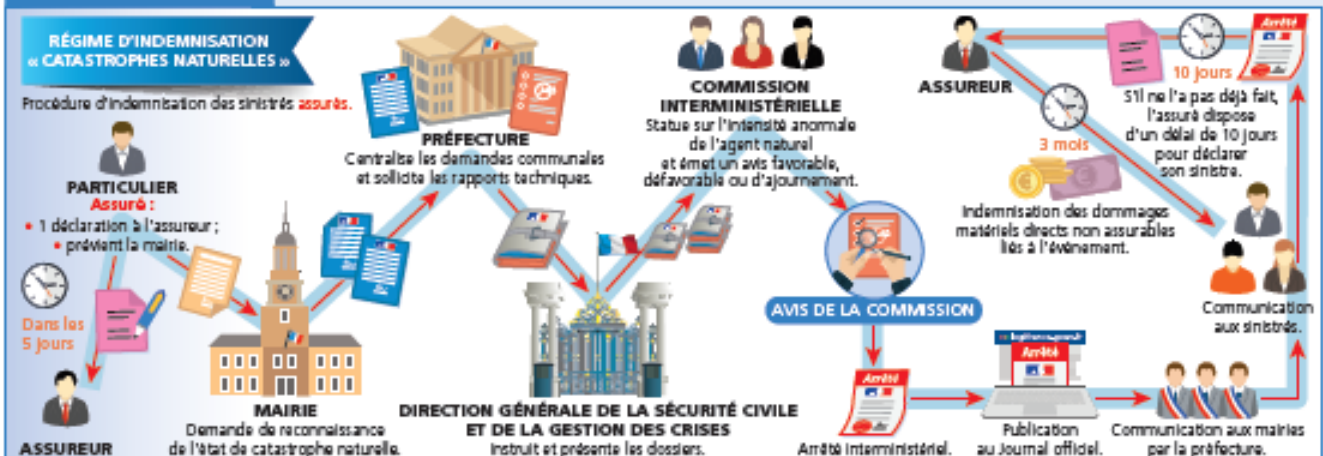 RÉGIME D'INDEMNISATION
« CATASTROPHES NATURELLES »
Procédure d'indemnisation des sinistrés assurés.
PARTICULIER
Assuré :
• 1 déclaration à l'assureur ;
• prévient la mairie.
Dans les
5 jours
ASSUREUR
MAIRIE
Demande de reconnaissance
de l'état de catastrophe naturelle.
PRÉFECTURE
Centralise les demandes communales
et sollicite les rapports techniques.
DIRECTION GÉNÉRALE DE LA SÉCURITÉ CIVILE
ET DE LA GESTION DES CRISES
Instruit et présente les dossiers.
COMMISSION
INTERMINISTÉRIELLE
Statue sur l'intensité anormale
de l'agent naturel
et émet un avis favorable,
défavorable ou d'ajournement.
AVIS DE LA COMMISSION
Arrêté
Arrêté interministériel.
Arrêté
Publication
au Journal officiel.
Communication aux mairies
par la préfecture.
Communication
aux sinistrés.
Arrêté
10 jours
S'il ne l'a pas déjà fait,
l'assuré dispose
d'un délai de 10 jours
pour déclarer
son sinistre.
ASSUREUR
3 mois
Indemnisation des dommages
matériels directs non assurables
liés à l'événement.